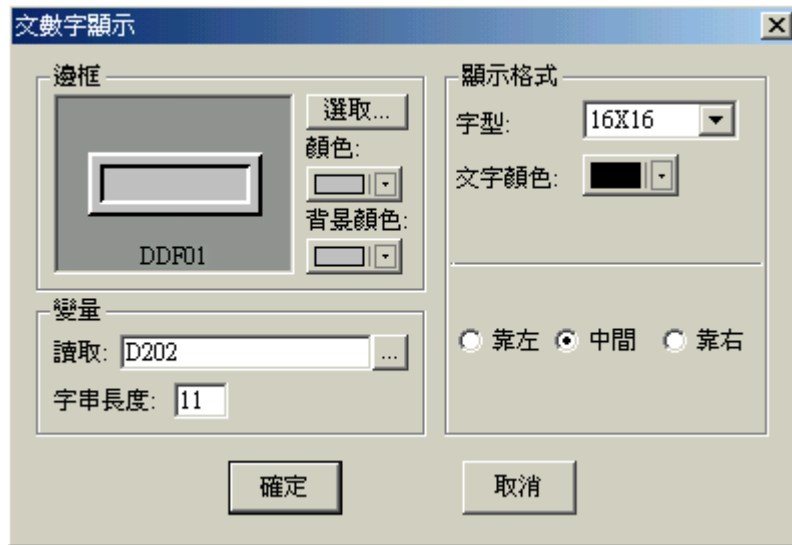 文數字顯示
邊框
選取...
顏色:
背景顏色:
DDF01
變量
讀取: D202 ...
字串長度: 11
顯示格式
字型: 16X16
文字顏色:
靠左 中間 靠右
確定 取消